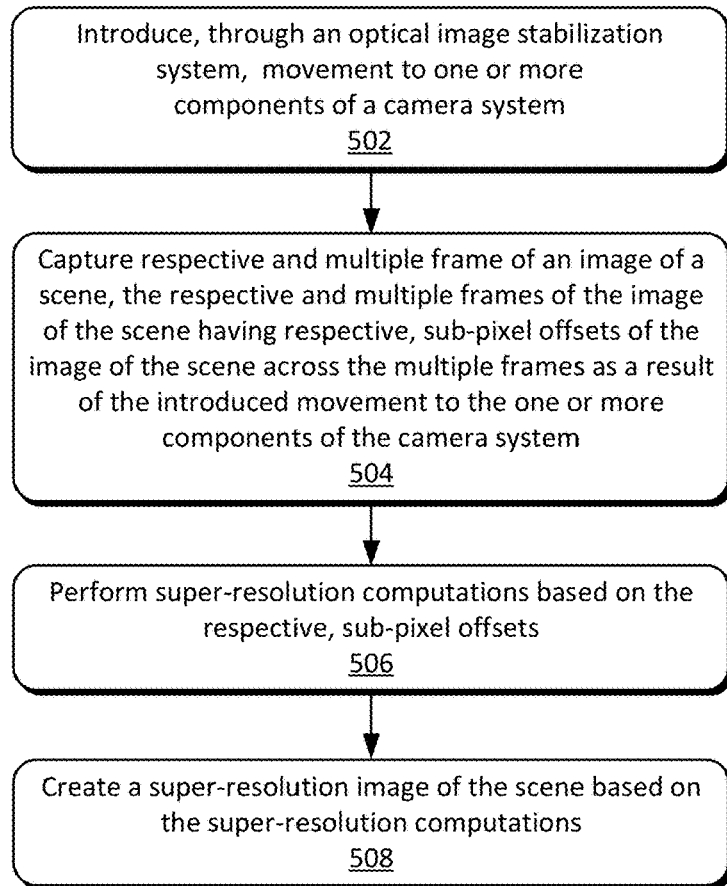 Introduce, through an optical image stabilization
system,  movement to one or more
components of a camera system
502
Capture respective and multiple frame of an image of a
scene, the respective and multiple frames of the image
of the scene having respective, sub-pixel offsets of the
image of the scene across the multiple frames as a result
of the introduced movement to the one or more
components of the camera system
504
Perform super-resolution computations based on the
respective, sub-pixel offsets
506
Create a super-resolution image of the scene based on
the super-resolution computations
508